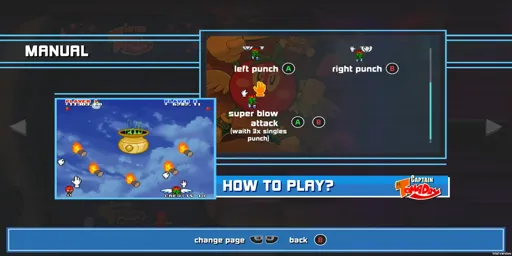 MANUAL
left punch A
right punch B
super blow
attack A B
(waith 3x singles
punch)
HOW TO PLAY?
CAPTAIN
TOMADAY
change page
back B